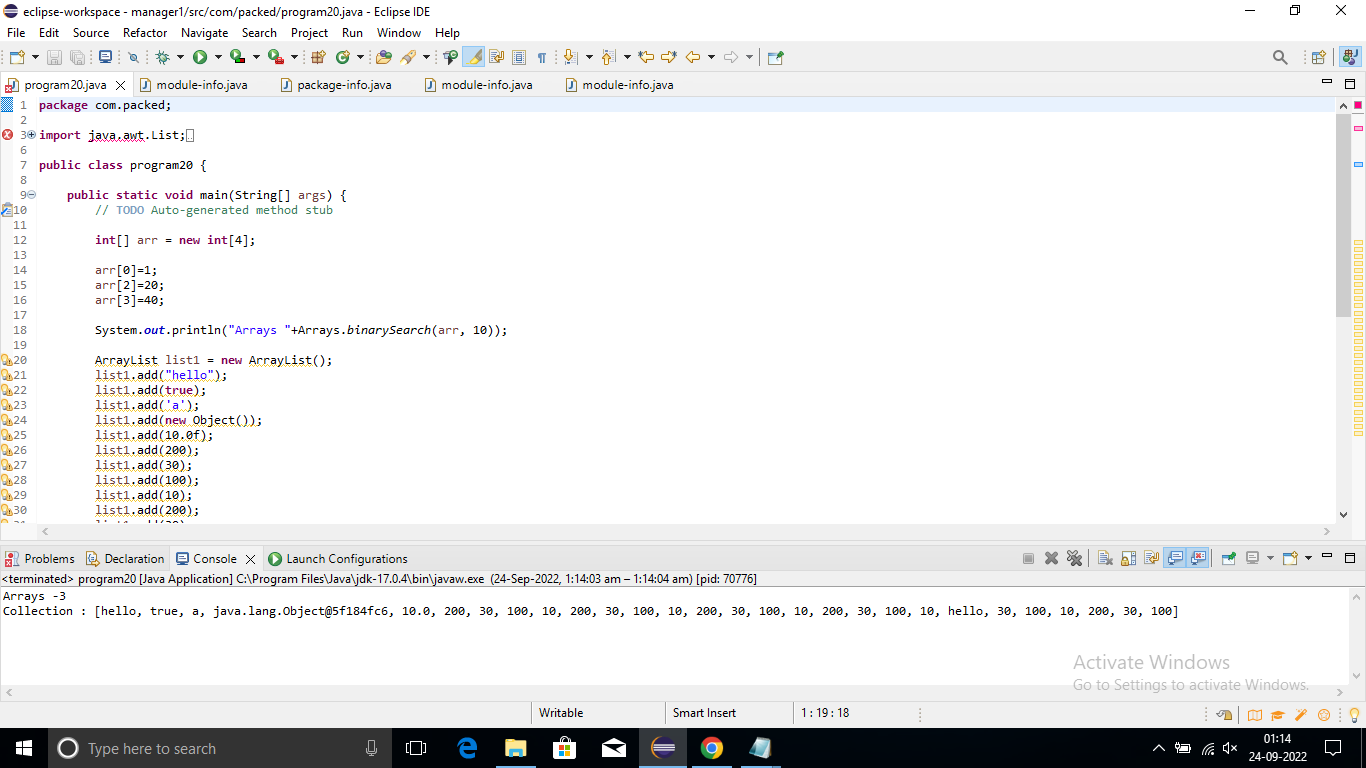 eclipse-workspace - manager1/src/com/packed/program20.java - Eclipse IDE
File Edit Source Refactor Navigate Search Project Run Window Help
program20.java module-info.java package-info.java module-info.java module-info.java
1 package com.packed;
2
3 import java.awt.List;
6
7 public class program20 {
8
9 public static void main(String[] args) {
10 // TODO Auto-generated method stub
11
12 int[] arr = new int[4];
13
14 arr[0]=1;
15 arr[2]=20;
16 arr[3]=40;
17
18 System.out.println("Arrays "+Arrays.binarySearch(arr, 10));
19
20 ArrayList list1 = new ArrayList();
21 list1.add("hello");
22 list1.add(true);
23 list1.add('a');
24 list1.add(new Object());
25 list1.add(10.0f);
26 list1.add(200);
27 list1.add(30);
28 list1.add(100);
29 list1.add(10);
30 list1.add(200);
Problems Declaration Console Launch Configurations
<terminated> program20 [Java Application] C:\Program Files\Java\jdk-17.0.4\bin\javaw.exe (24-Sep-2022, 1:14:03 am – 1:14:04 am) [pid: 70776]
Arrays -3
Collection : [hello, true, a, java.lang.Object@5f184fc6, 10.0, 200, 30, 100, 10, 200, 30, 100, 10, 200, 30, 100, 10, 200, 30, 100, 10, hello, 30, 100, 10, 200, 30, 100]
Activate Windows
Go to Settings to activate Windows.
Writable Smart Insert 1 : 19 : 18
Type here to search
01:14
24-09-2022